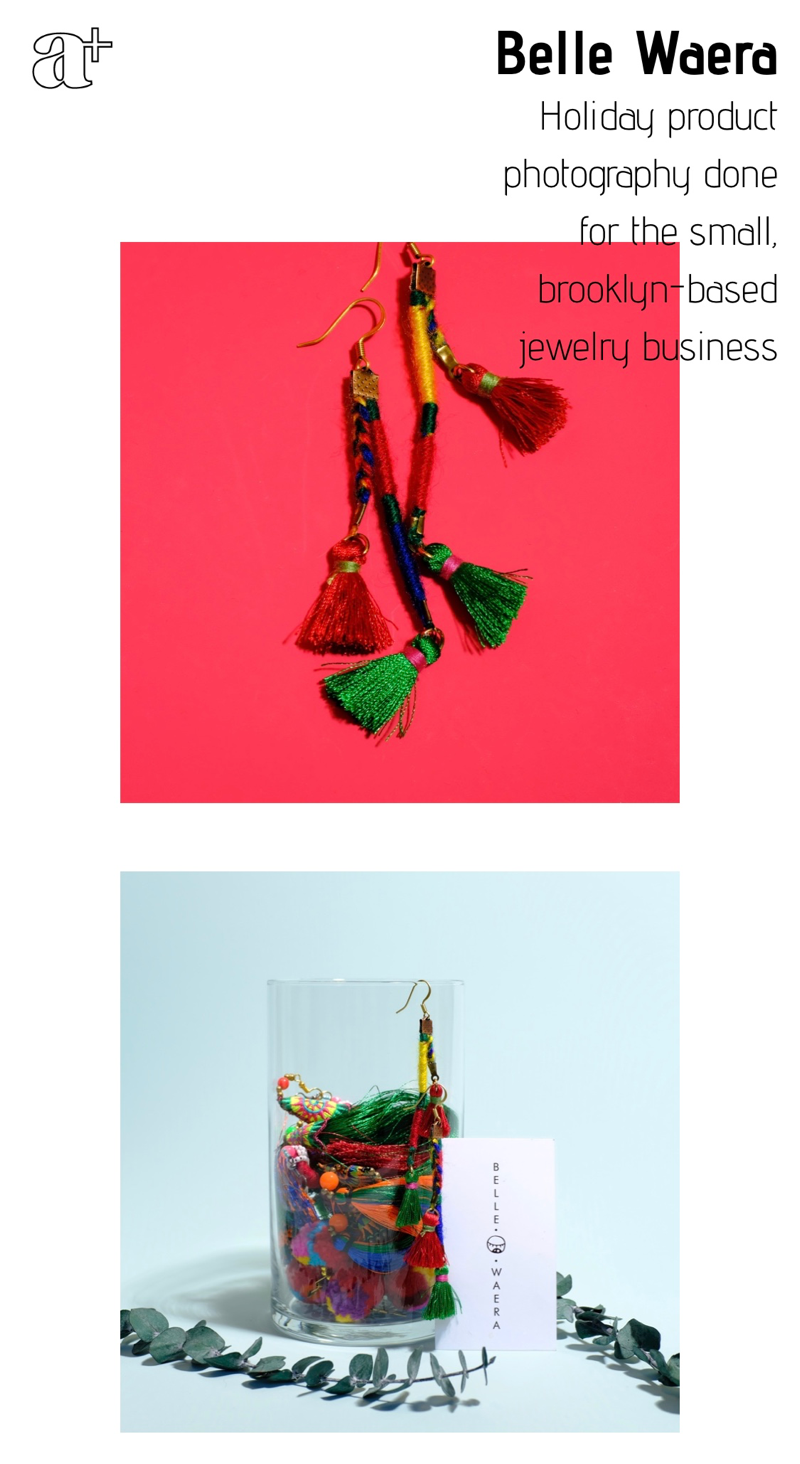 a+
Belle Waera
Holiday product
photography done
for the small,
brooklyn-based
jewelry business
BELLE • • WAERA